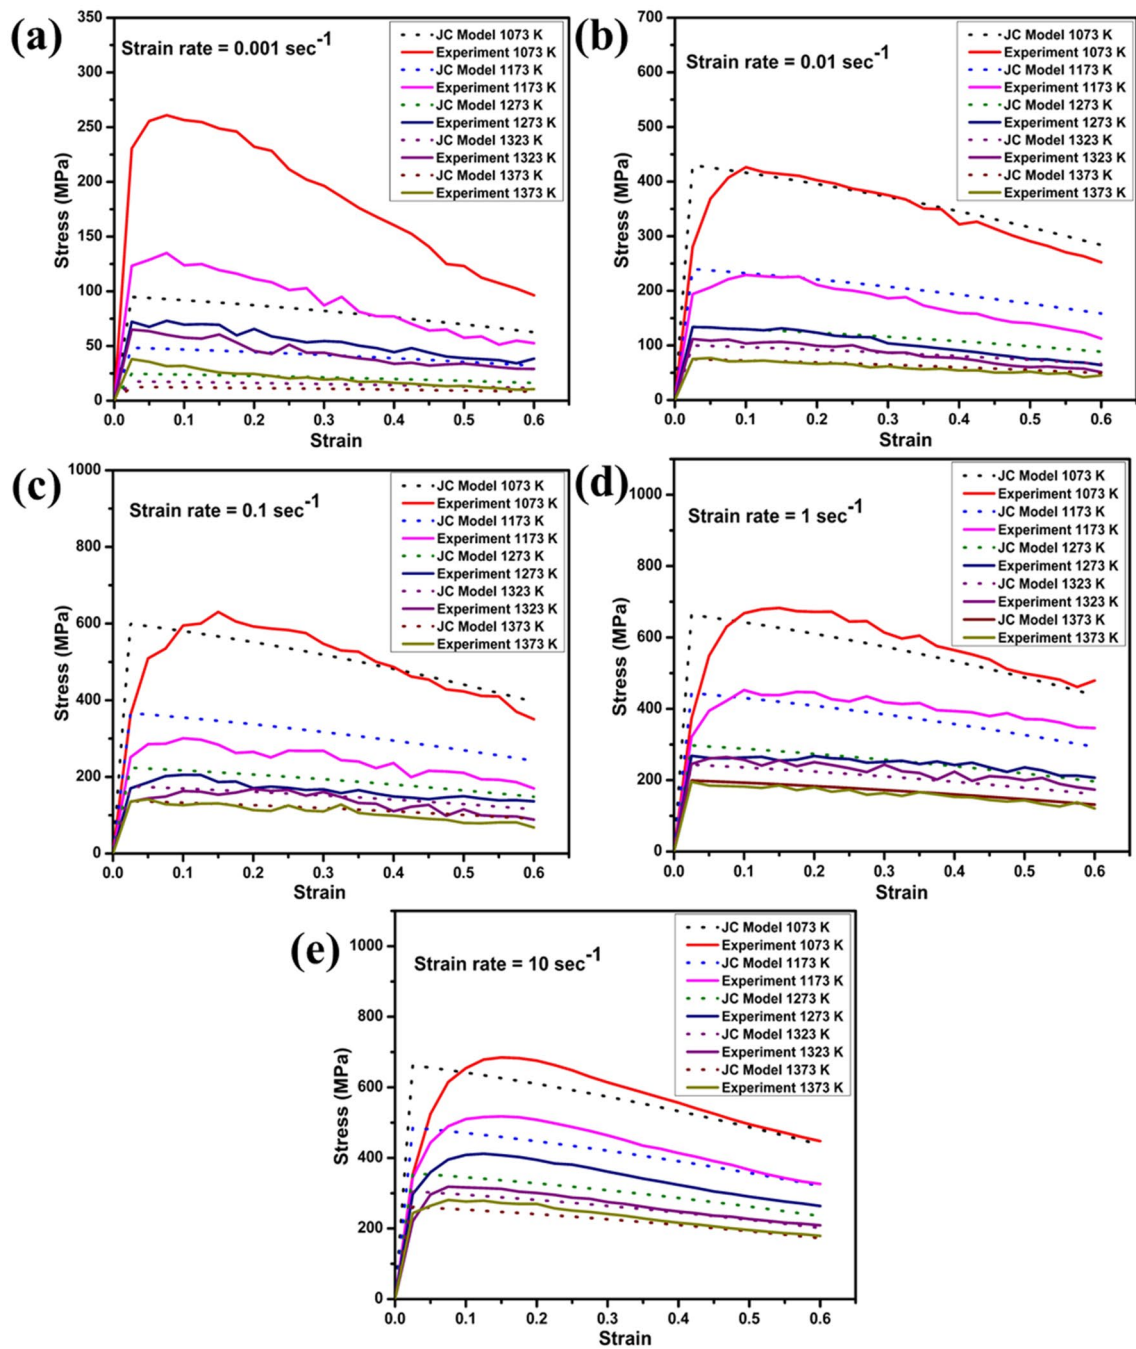 (a)
Strain rate = 0.001 sec⁻¹
JC Model 1073 K
Experiment 1073 K
JC Model 1173 K
Experiment 1173 K
JC Model 1273 K
Experiment 1273 K
JC Model 1323 K
Experiment 1323 K
JC Model 1373 K
Experiment 1373 K
350
300
250
200
150
100
50
0
Stress (MPa)
0.0 0.1 0.2 0.3 0.4 0.5 0.6
Strain
(b)
Strain rate = 0.01 sec⁻¹
JC Model 1073 K
Experiment 1073 K
JC Model 1173 K
Experiment 1173 K
JC Model 1273 K
Experiment 1273 K
JC Model 1323 K
Experiment 1323 K
JC Model 1373 K
Experiment 1373 K
700
600
500
400
300
200
100
0
Stress (MPa)
0.0 0.1 0.2 0.3 0.4 0.5 0.6
Strain
(c)
Strain rate = 0.1 sec⁻¹
JC Model 1073 K
Experiment 1073 K
JC Model 1173 K
Experiment 1173 K
JC Model 1273 K
Experiment 1273 K
JC Model 1323 K
Experiment 1323 K
JC Model 1373 K
Experiment 1373 K
1000
800
600
400
200
0
Stress (MPa)
0.0 0.1 0.2 0.3 0.4 0.5 0.6
Strain
(d)
Strain rate = 1 sec⁻¹
JC Model 1073 K
Experiment 1073 K
JC Model 1173 K
Experiment 1173 K
JC Model 1273 K
Experiment 1273 K
JC Model 1323 K
Experiment 1323 K
JC Model 1373 K
Experiment 1373 K
1000
800
600
400
200
0
Stress (MPa)
0.0 0.1 0.2 0.3 0.4 0.5 0.6
Strain
(e)
Strain rate = 10 sec⁻¹
JC Model 1073 K
Experiment 1073 K
JC Model 1173 K
Experiment 1173 K
JC Model 1273 K
Experiment 1273 K
JC Model 1323 K
Experiment 1323 K
JC Model 1373 K
Experiment 1373 K
1000
800
600
400
200
0
Stress (MPa)
0.0 0.1 0.2 0.3 0.4 0.5 0.6
Strain